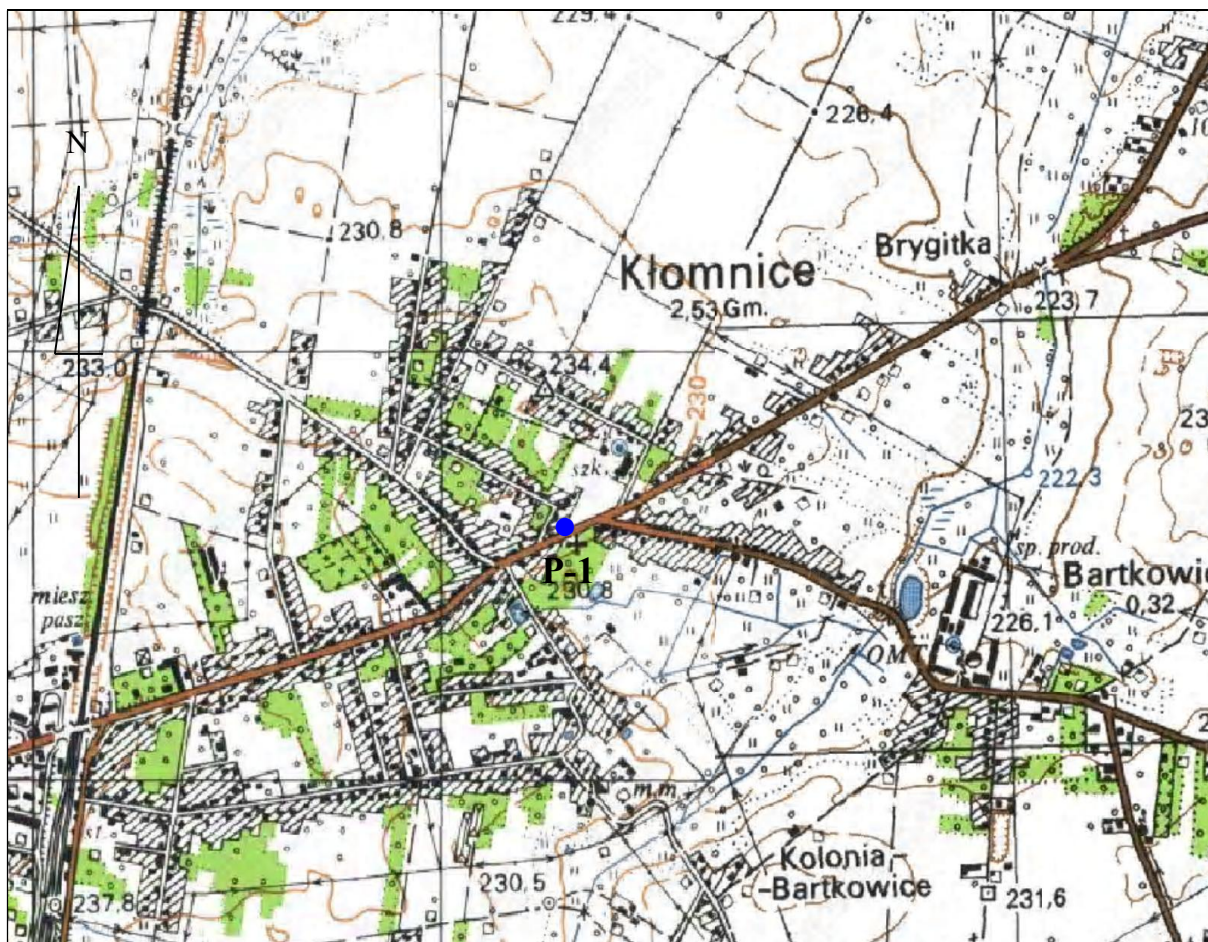 229.4
226,4
N
230,8
Brygitka
Kłomnice
2,53 Gm.
223,7
233,0
234,4
230
szk.
222,3
sp. prod.
P-1
230,8
Bartkowic
0,32
miesz.
pasz.
226,1
OMT
m.m.
st.
Kolonia-
-Bartkowice
230,5
237,8
231,6